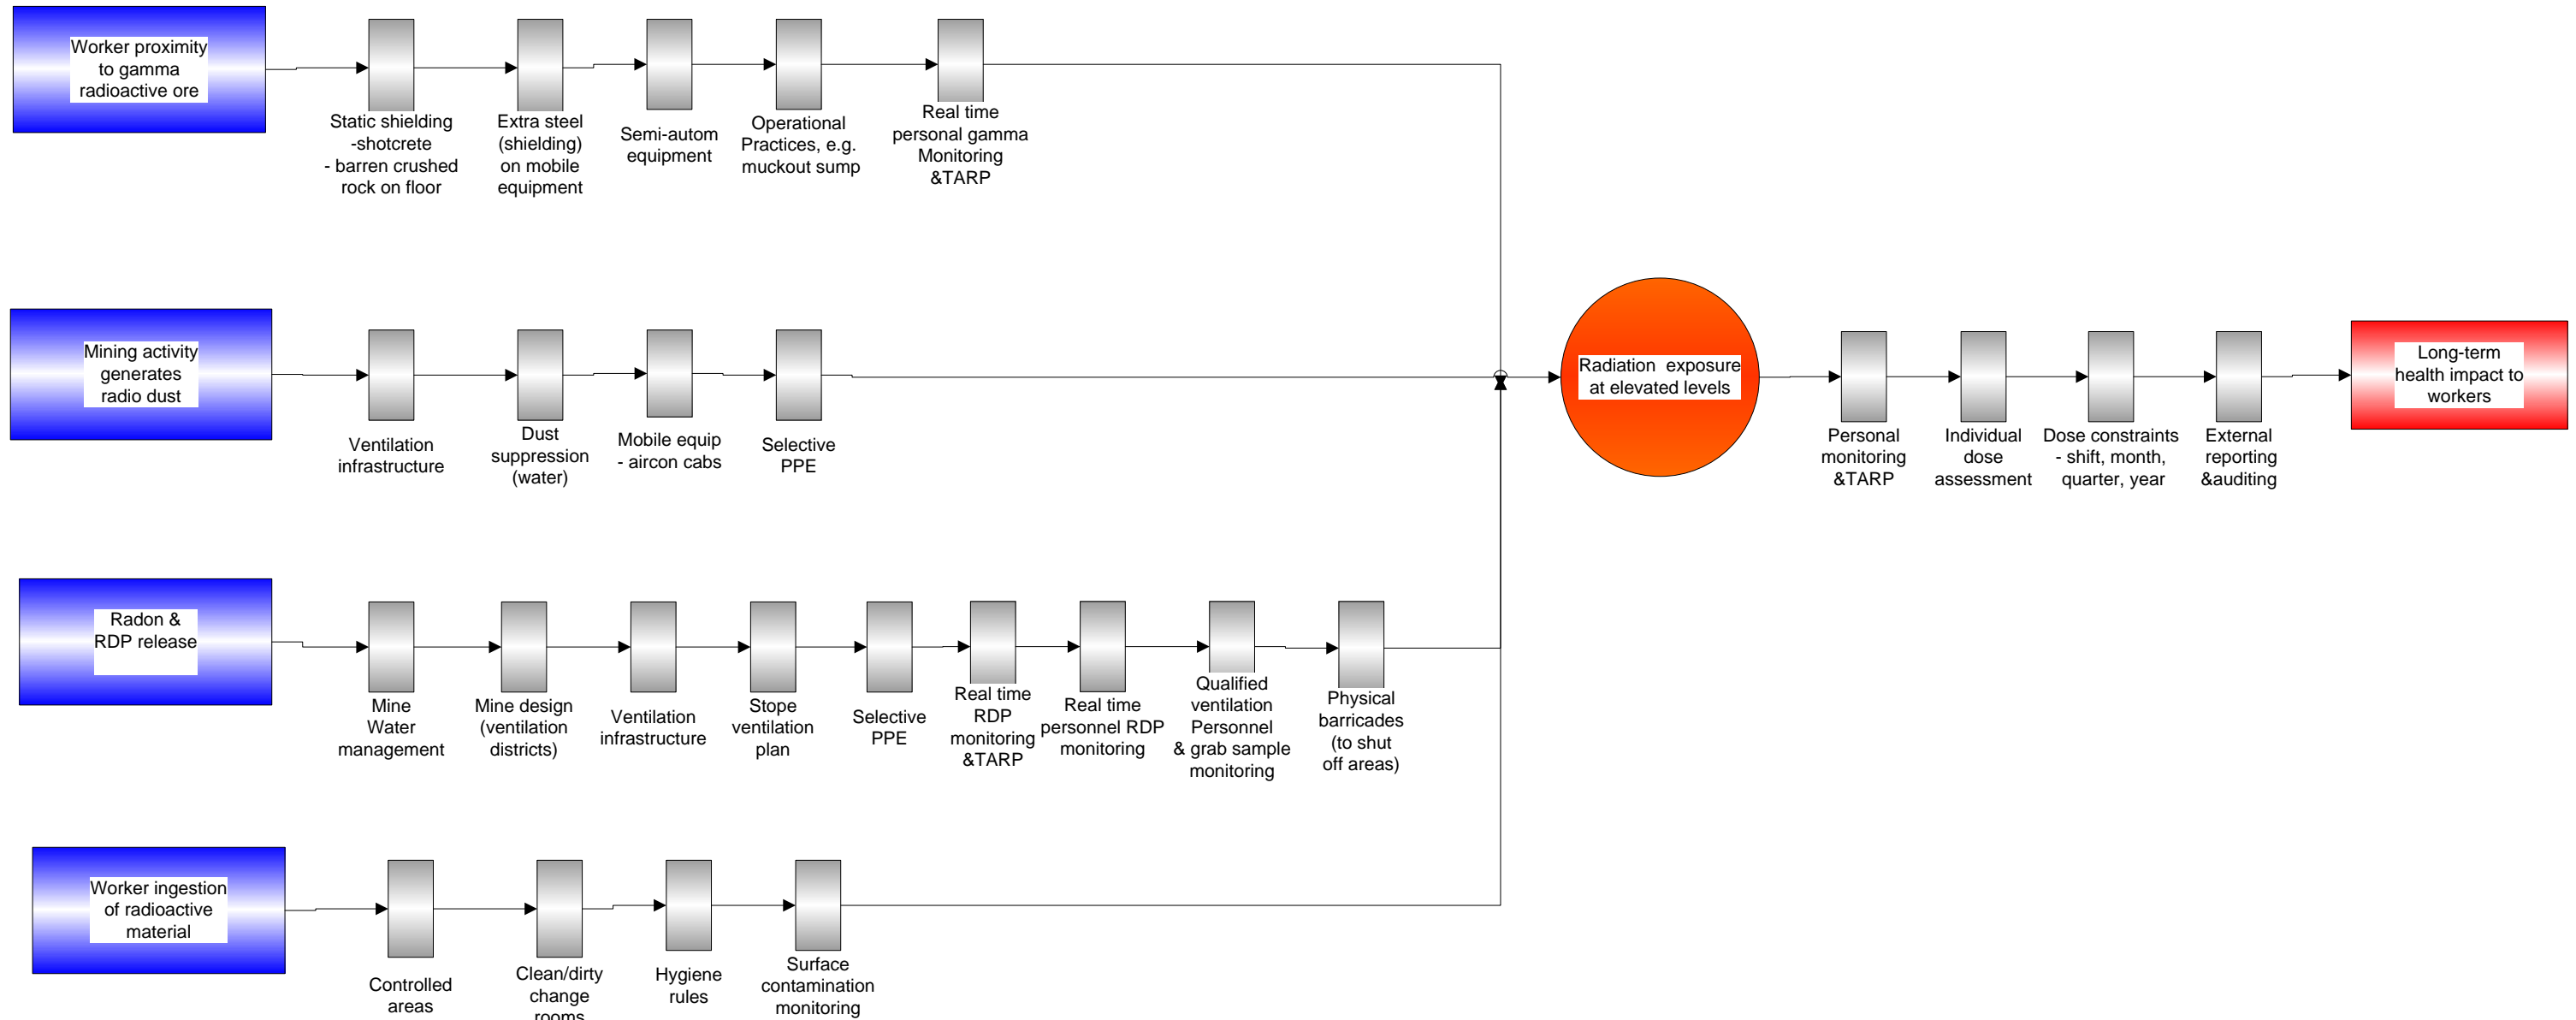 Worker proximity
to gamma
radioactive ore
Static shielding
-shotcrete
- barren crushed
rock on floor
Extra steel
(shielding)
on mobile
equipment
Semi-autom
equipment
Operational
Practices, e.g.
muckout sump
Real time
personal gamma
Monitoring
&TARP
Mining activity
generates
radio dust
Ventilation
infrastructure
Dust
suppression
(water)
Mobile equip
- aircon cabs
Selective
PPE
Radiation  exposure
at elevated levels
Personal
monitoring
&TARP
Individual
dose
assessment
Dose constraints
- shift, month,
quarter, year
External
reporting
&auditing
Long-term
health impact to
workers
Radon &
RDP release
Mine
Water
management
Mine design
(ventilation
districts)
Ventilation
infrastructure
Stope
ventilation
plan
Selective
PPE
Real time
RDP
monitoring
&TARP
Real time
personnel RDP
monitoring
Qualified
ventilation
Personnel
& grab sample
monitoring
Physical
barricades
(to shut
off areas)
Worker ingestion
of radioactive
material
Controlled
areas
Clean/dirty
change
rooms
Hygiene
rules
Surface
contamination
monitoring